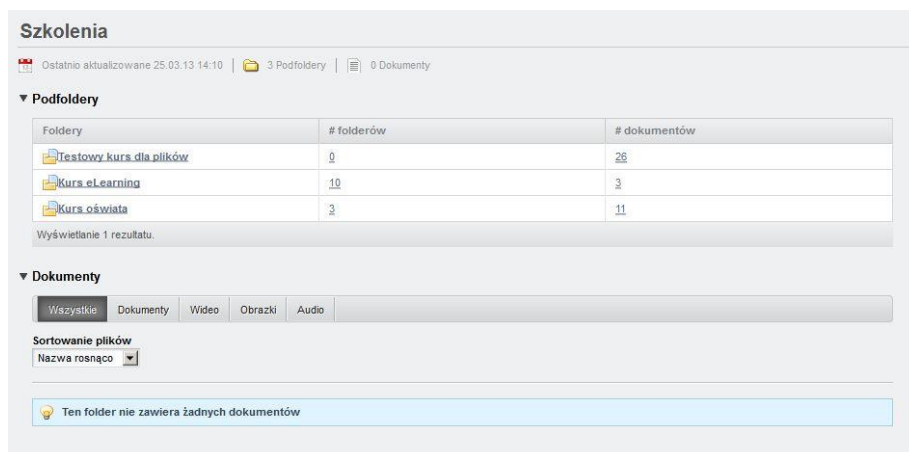 Szkolenia
Ostatnio aktualizowane 25.03.13 14:10 | 3 Podfoldery | 0 Dokumenty
Podfoldery
Foldery # folderów # dokumentów
Testowy kurs dla plików 0 26
Kurs eLearning 10 3
Kurs oświata 3 11
Wyświetlanie 1 rezultatu.
Dokumenty
Wszystkie Dokumenty Wideo Obrazki Audio
Sortowanie plików
Nazwa rosnąco
Ten folder nie zawiera żadnych dokumentów